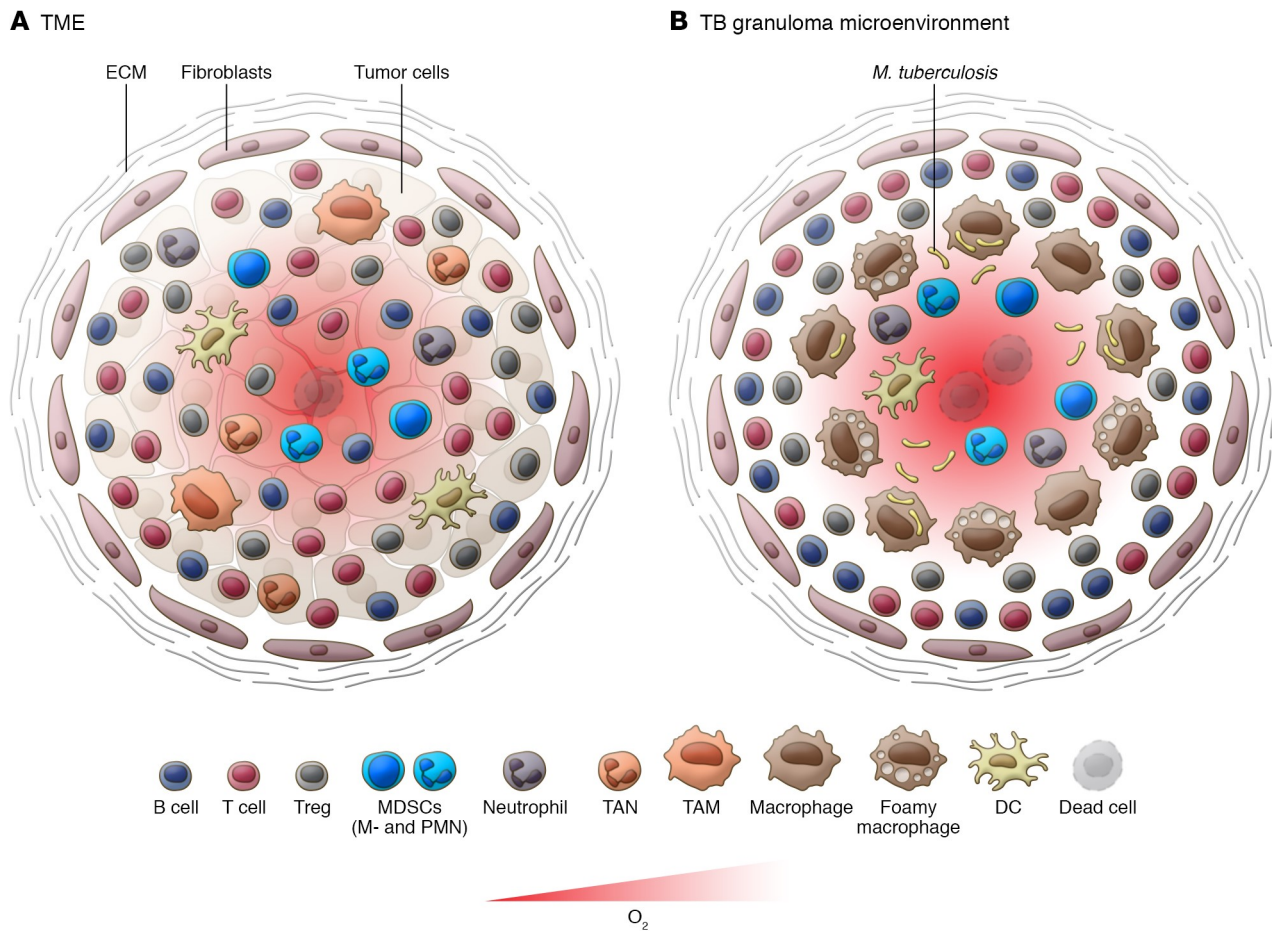 A TME
B TB granuloma microenvironment
ECM
Fibroblasts
Tumor cells
M. tuberculosis
B cell
T cell
Treg
MDSCs
(M- and PMN)
Neutrophil
TAN
TAM
Macrophage
Foamy
macrophage
DC
Dead cell
O₂